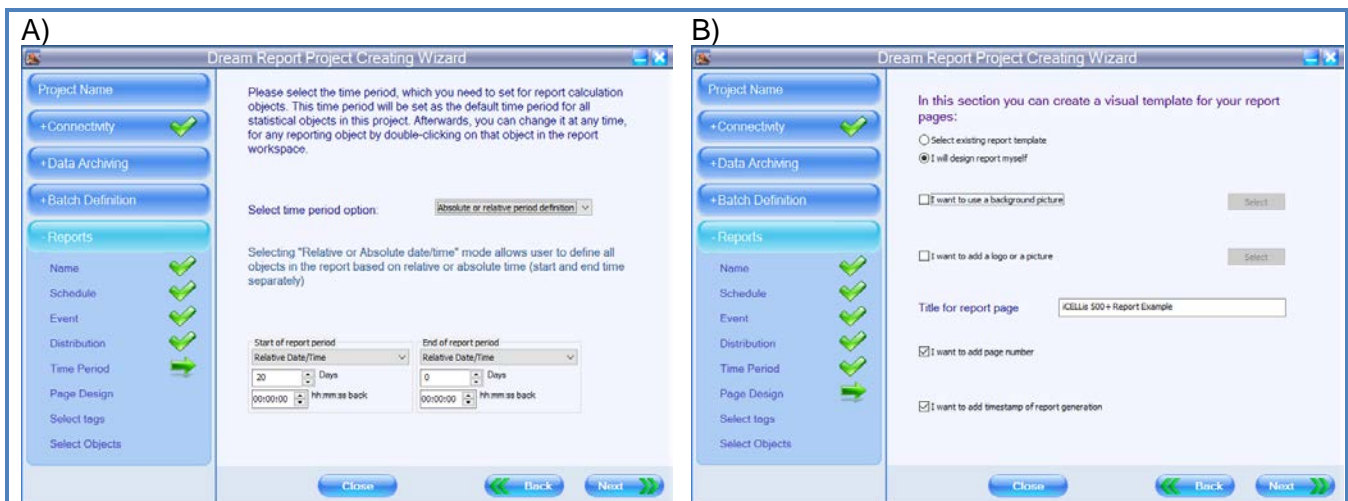 A)
Dream Report Project Creating Wizard
Project Name
+Connectivity
+Data Archiving
+Batch Definition
-Reports
Name
Schedule
Event
Distribution
Time Period
Page Design
Select tags
Select Objects
Please select the time period, which you need to set for report calculation
objects. This time period will be set as the default time period for all
statistical objects in this project. Afterwards, you can change it at any time,
for any reporting object by double-clicking on that object in the report
workspace.
Select time period option:
Absolute or relative period definition
Selecting "Relative or Absolute date/time" mode allows user to define all
objects in the report based on relative or absolute time (start and end time
separately)
Start of report period
Relative Date/Time
20 Days
00:00:00 hh:mm:ss back
End of report period
Relative Date/Time
0 Days
00:00:00 hh:mm:ss back
Close
Back
Next
B)
Dream Report Project Creating Wizard
Project Name
+Connectivity
+Data Archiving
+Batch Definition
-Reports
Name
Schedule
Event
Distribution
Time Period
Page Design
Select tags
Select Objects
In this section you can create a visual template for your report
pages:
Select existing report template
I will design report myself
I want to use a background picture
Select
I want to add a logo or a picture
Select
Title for report page
iCELLis 500+ Report Example
I want to add page number
I want to add timestamp of report generation
Close
Back
Next